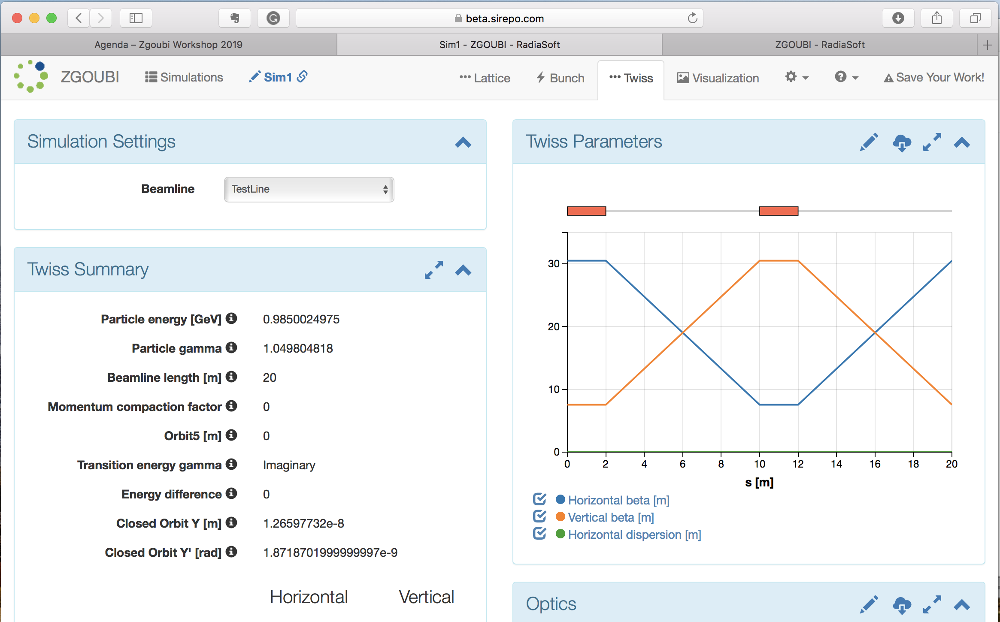 beta.sirepo.com
Agenda – Zgoubi Workshop 2019
Sim1 - ZGOUBI - RadiaSoft
ZGOUBI - RadiaSoft
ZGOUBI
Simulations
Sim1
Lattice
Bunch
Twiss
Visualization
Save Your Work!
Simulation Settings
Beamline TestLine
Twiss Summary
Particle energy [GeV] 0.9850024975
Particle gamma 1.049804818
Beamline length [m] 20
Momentum compaction factor 0
Orbit5 [m] 0
Transition energy gamma Imaginary
Energy difference 0
Closed Orbit Y [m] 1.26597732e-8
Closed Orbit Y' [rad] 1.8718701999999997e-9
Horizontal Vertical
Twiss Parameters
30
20
10
0
0 2 4 6 8 10 12 14 16 18 20
s [m]
Horizontal beta [m]
Vertical beta [m]
Horizontal dispersion [m]
Optics